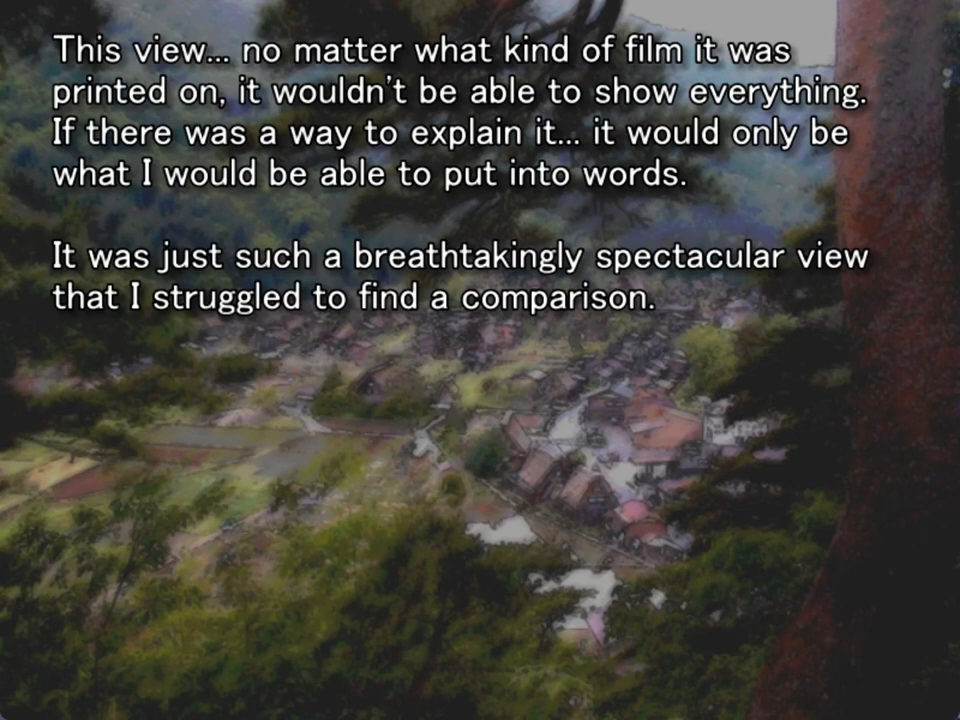 This view... no matter what kind of film it was
printed on, it wouldn't be able to show everything.
If there was a way to explain it... it would only be
what I would be able to put into words.
It was just such a breathtakingly spectacular view
that I struggled to find a comparison.